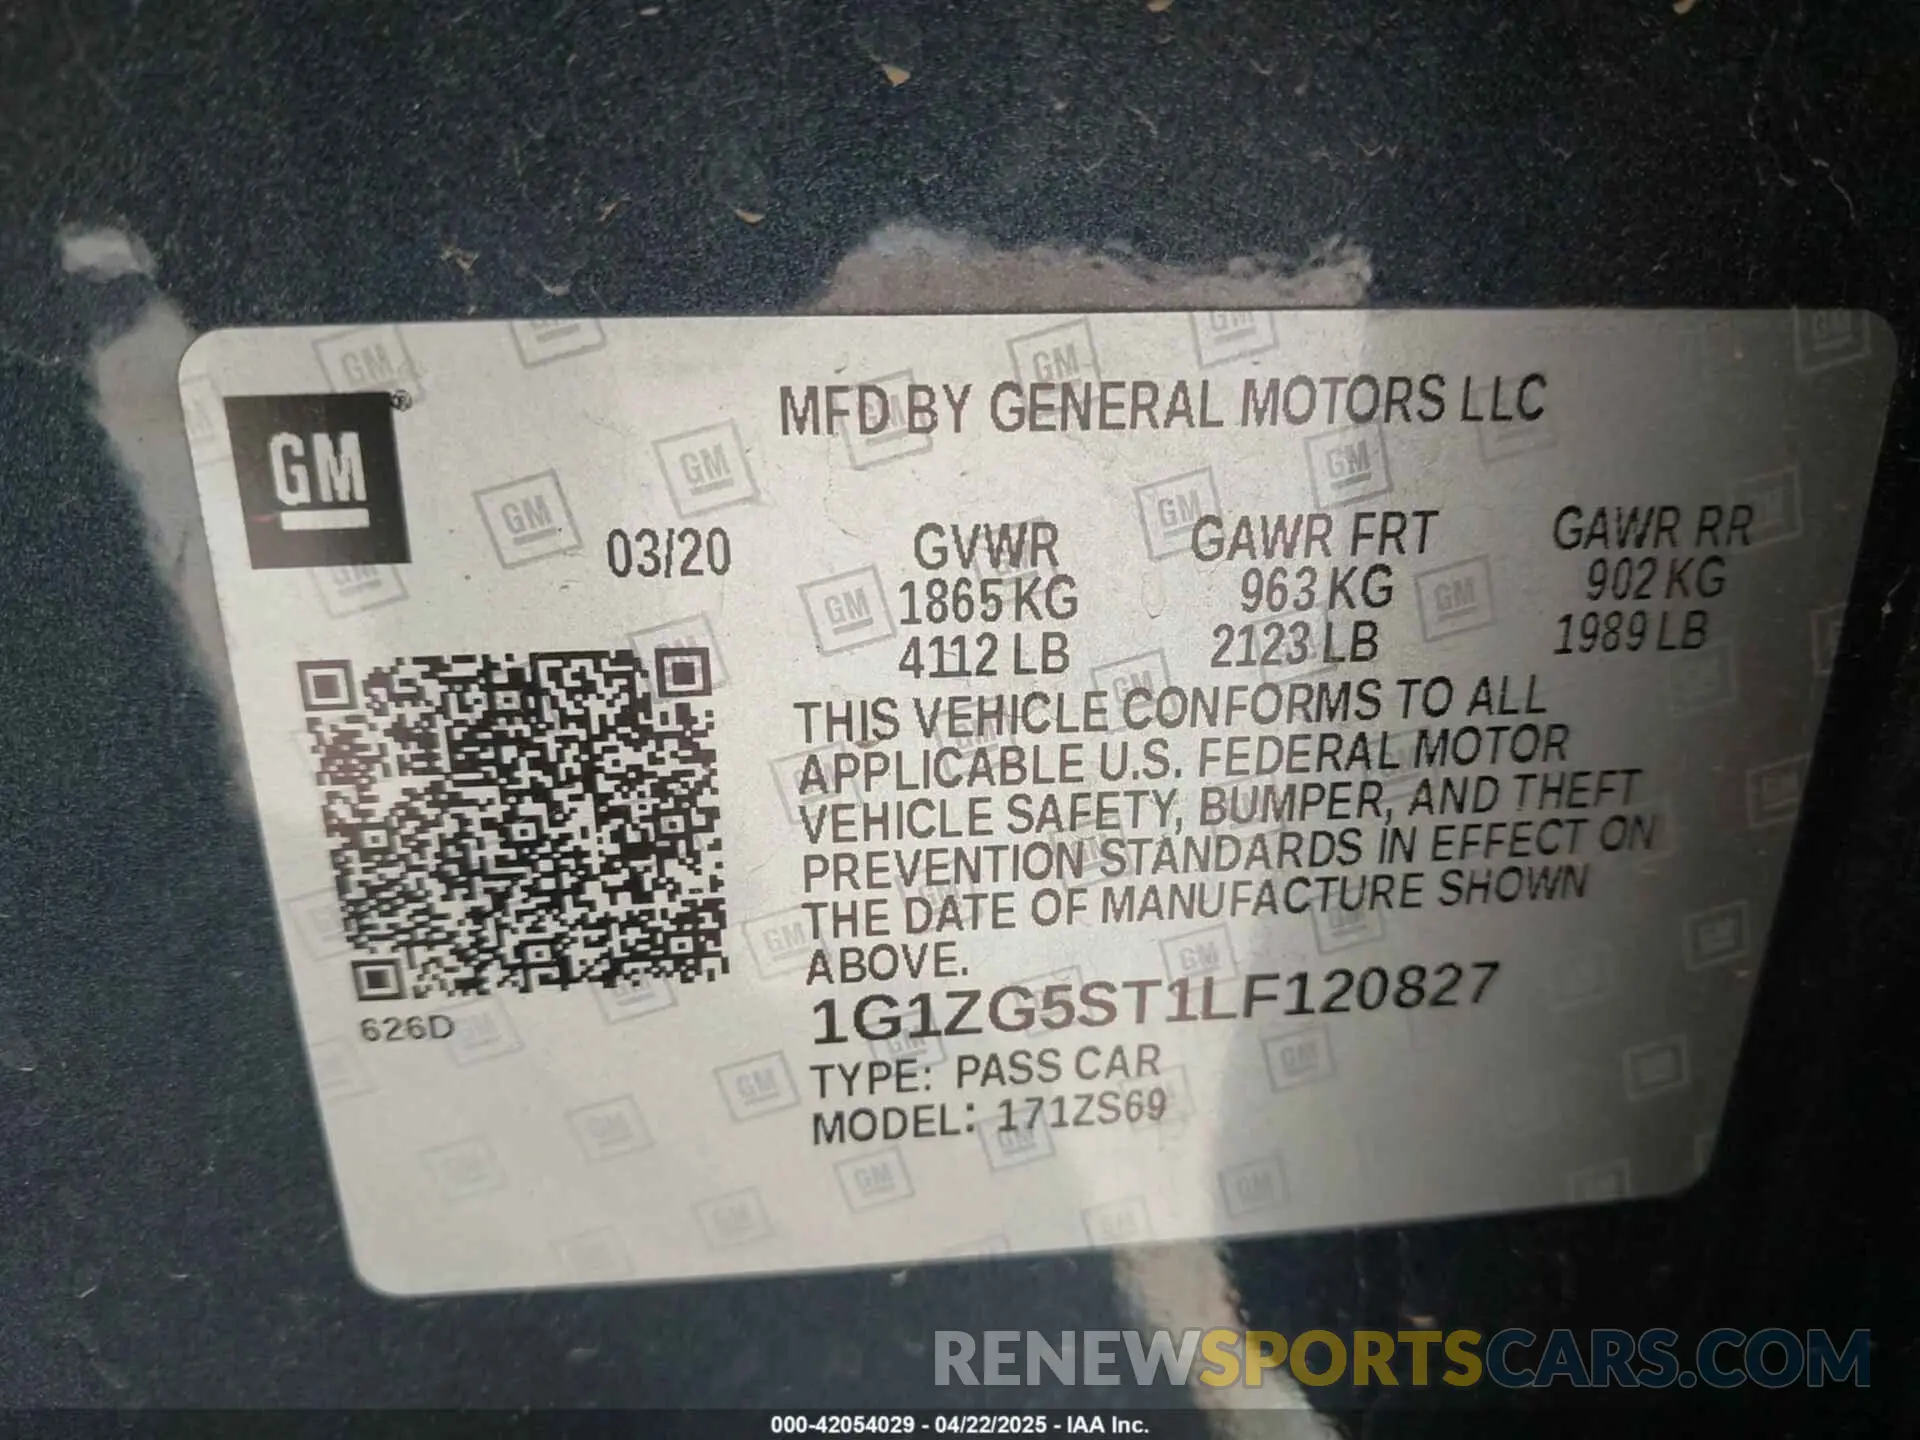 GM®
MFD BY GENERAL MOTORS LLC
03/20
GVWR GAWR FRT GAWR RR
1865 KG 963 KG 902 KG
4112 LB 2123 LB 1989 LB
THIS VEHICLE CONFORMS TO ALL
APPLICABLE U.S. FEDERAL MOTOR
VEHICLE SAFETY, BUMPER, AND THEFT
PREVENTION STANDARDS IN EFFECT ON
THE DATE OF MANUFACTURE SHOWN
ABOVE.
1G1ZG5ST1LF120827
626D
TYPE: PASS CAR
MODEL: 171ZS69
RENEWSPORTSCARS.COM
000-42054029 - 04/22/2025 - IAA Inc.